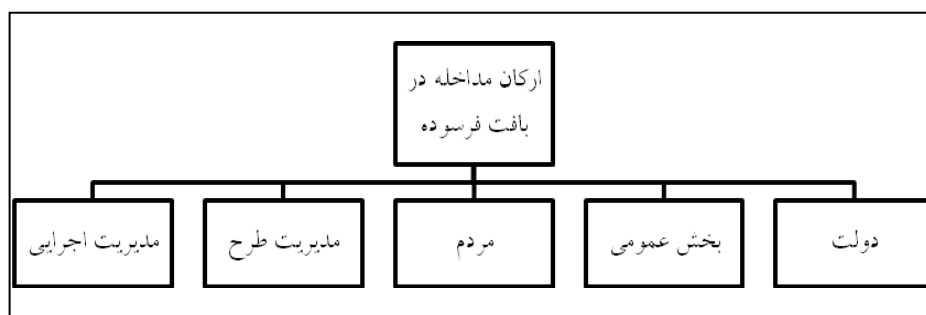 ارکان مداخله در
بافت فرسوده
دولت
بخش عمومی
مردم
مدیریت طرح
مدیریت اجرایی